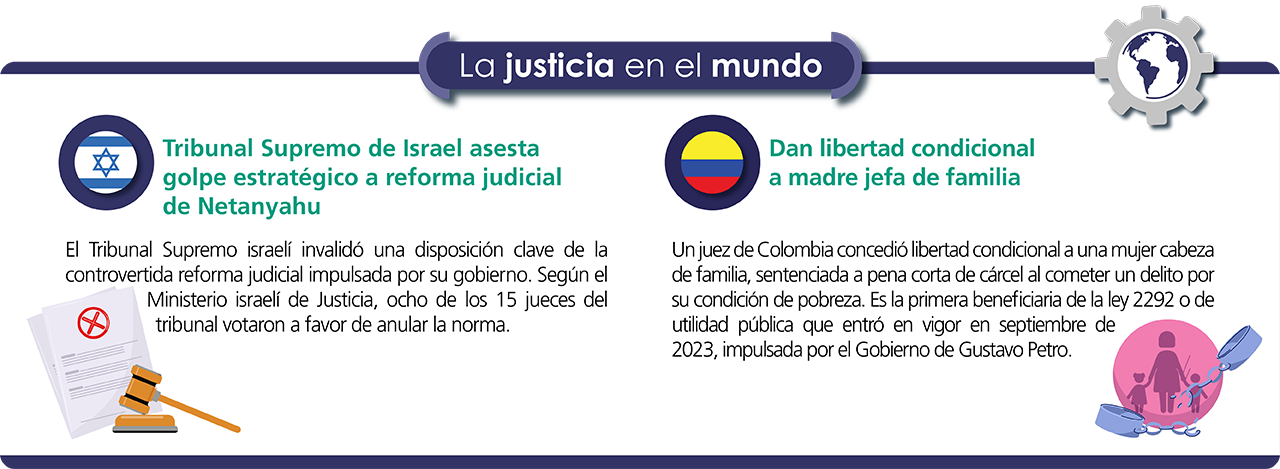 La justicia en el mundo
Tribunal Supremo de Israel asesta
golpe estratégico a reforma judicial
de Netanyahu
El Tribunal Supremo israelí invalidó una disposición clave de la
controvertida reforma judicial impulsada por su gobierno. Según el
Ministerio israelí de Justicia, ocho de los 15 jueces del
tribunal votaron a favor de anular la norma.
Dan libertad condicional
a madre jefa de familia
Un juez de Colombia concedió libertad condicional a una mujer cabeza
de familia, sentenciada a pena corta de cárcel al cometer un delito por
su condición de pobreza. Es la primera beneficiaria de la ley 2292 o de
utilidad pública que entró en vigor en septiembre de
2023, impulsada por el Gobierno de Gustavo Petro.